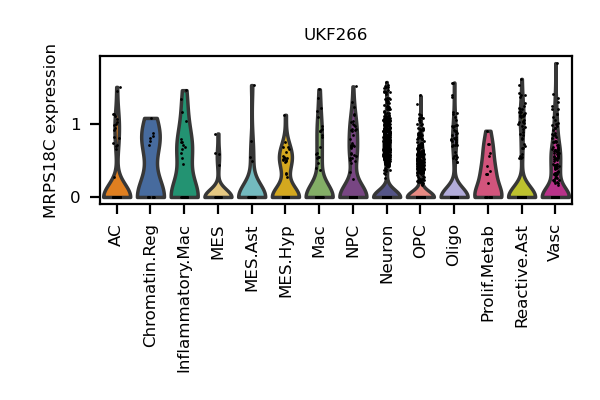 UKF266
MRPS18C expression
1
0
AC
Chromatin.Reg
Inflammatory.Mac
MES
MES.Ast
MES.Hyp
Mac
NPC
Neuron
OPC
Oligo
Prolif.Metab
Reactive.Ast
Vasc